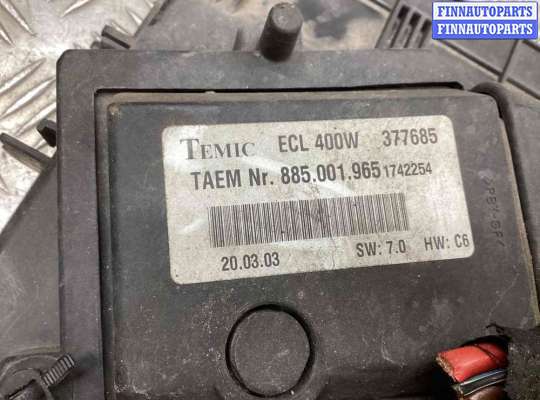 FINNAUTOPARTS
FINNAUTOPARTS
TEMIC ECL 400W 377685
TAEM Nr. 885.001.965 1742254
20.03.03 SW: 7.0 HW: C6